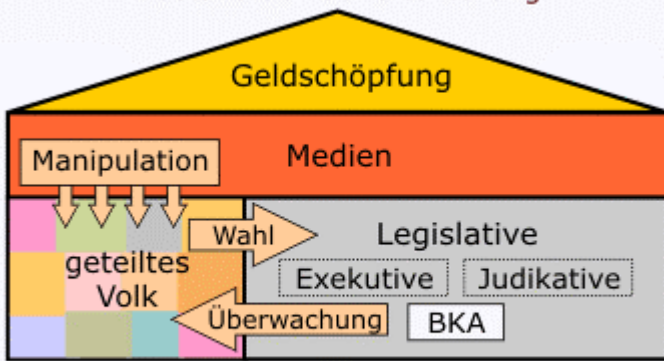 Geldschöpfung
Manipulation
Medien
geteiltes
Volk
Wahl
Legislative
Exekutive
Judikative
Überwachung
BKA